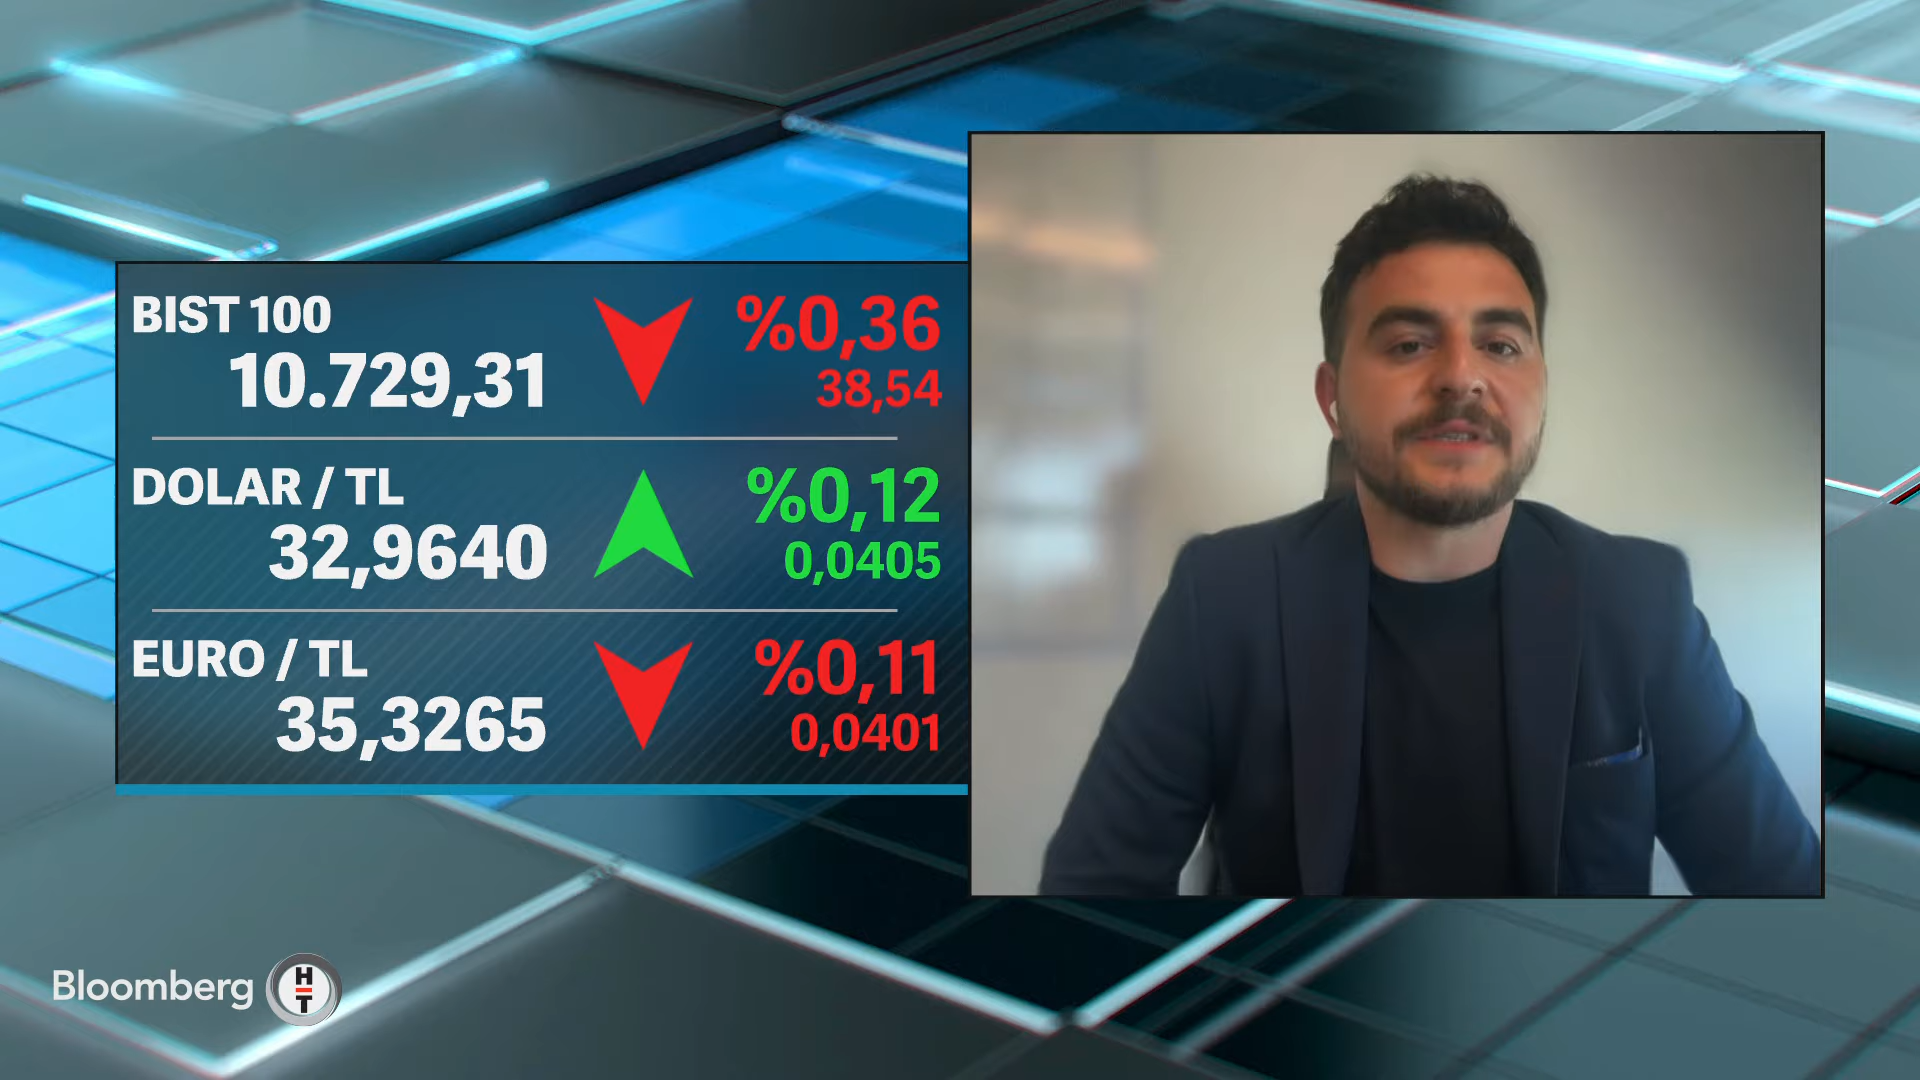 BIST 100
10.729,31
%0,36
38,54
DOLAR / TL
32,9640
%0,12
0,0405
EURO / TL
35,3265
%0,11
0,0401
Bloomberg HT